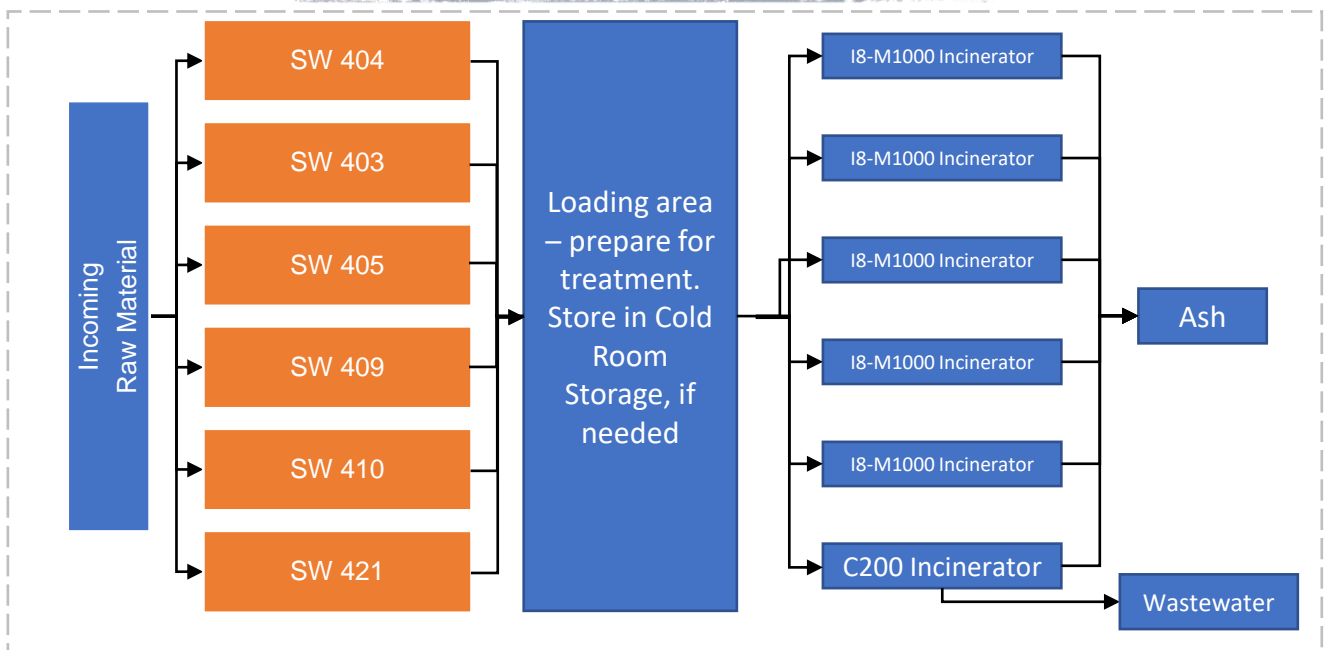 Incoming
Raw Material
SW 404
SW 403
SW 405
SW 409
SW 410
SW 421
Loading area
– prepare for
treatment.
Store in Cold
Room
Storage, if
needed
I8-M1000 Incinerator
I8-M1000 Incinerator
I8-M1000 Incinerator
I8-M1000 Incinerator
I8-M1000 Incinerator
C200 Incinerator
Ash
Wastewater